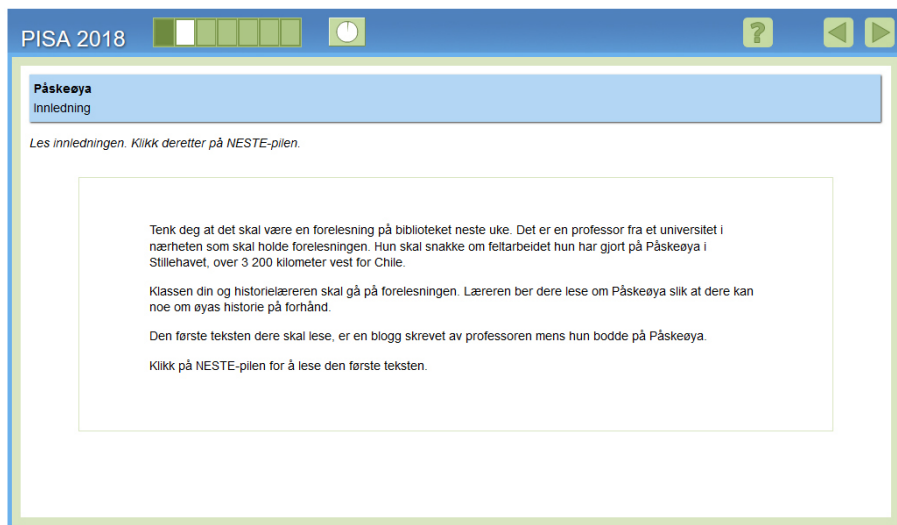 PISA 2018
?
Påskeøya
Innledning
Les innledningen. Klikk deretter på NESTE-pilen.
Tenk deg at det skal være en forelesning på biblioteket neste uke. Det er en professor fra et universitet i
nærheten som skal holde forelesningen. Hun skal snakke om feltarbeidet hun har gjort på Påskeøya i
Stillehavet, over 3 200 kilometer vest for Chile.
Klassen din og historielæreren skal gå på forelesningen. Læreren ber dere lese om Påskeøya slik at dere kan
noe om øyas historie på forhånd.
Den første teksten dere skal lese, er en blogg skrevet av professoren mens hun bodde på Påskeøya.
Klikk på NESTE-pilen for å lese den første teksten.